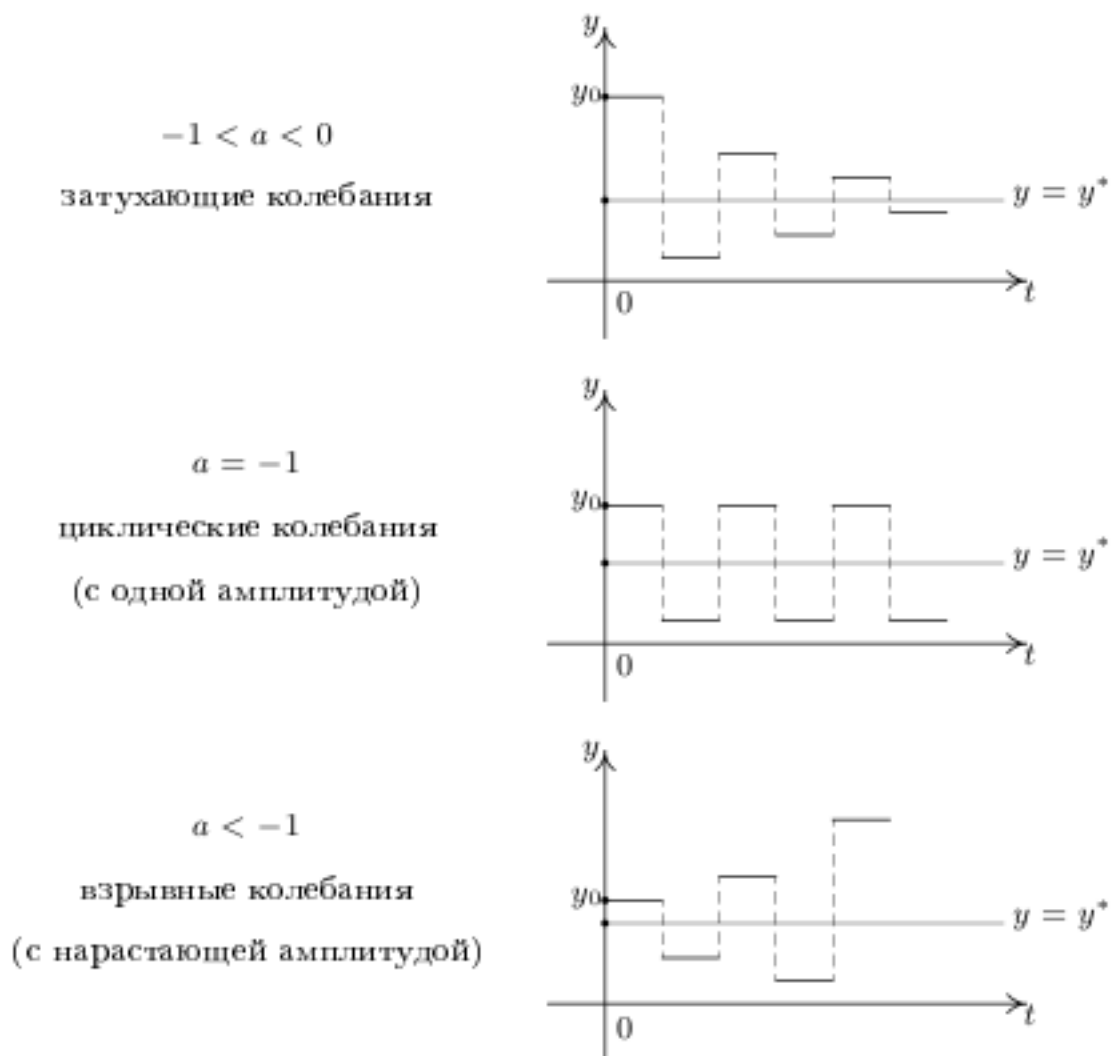 y
y₀
−1 < a < 0
затухающие колебания
y = y*
0
t
y
a = −1
y₀
циклические колебания
y = y*
(с одной амплитудой)
0
t
y
a < −1
взрывные колебания
y₀
y = y*
(с нарастающей амплитудой)
0
t